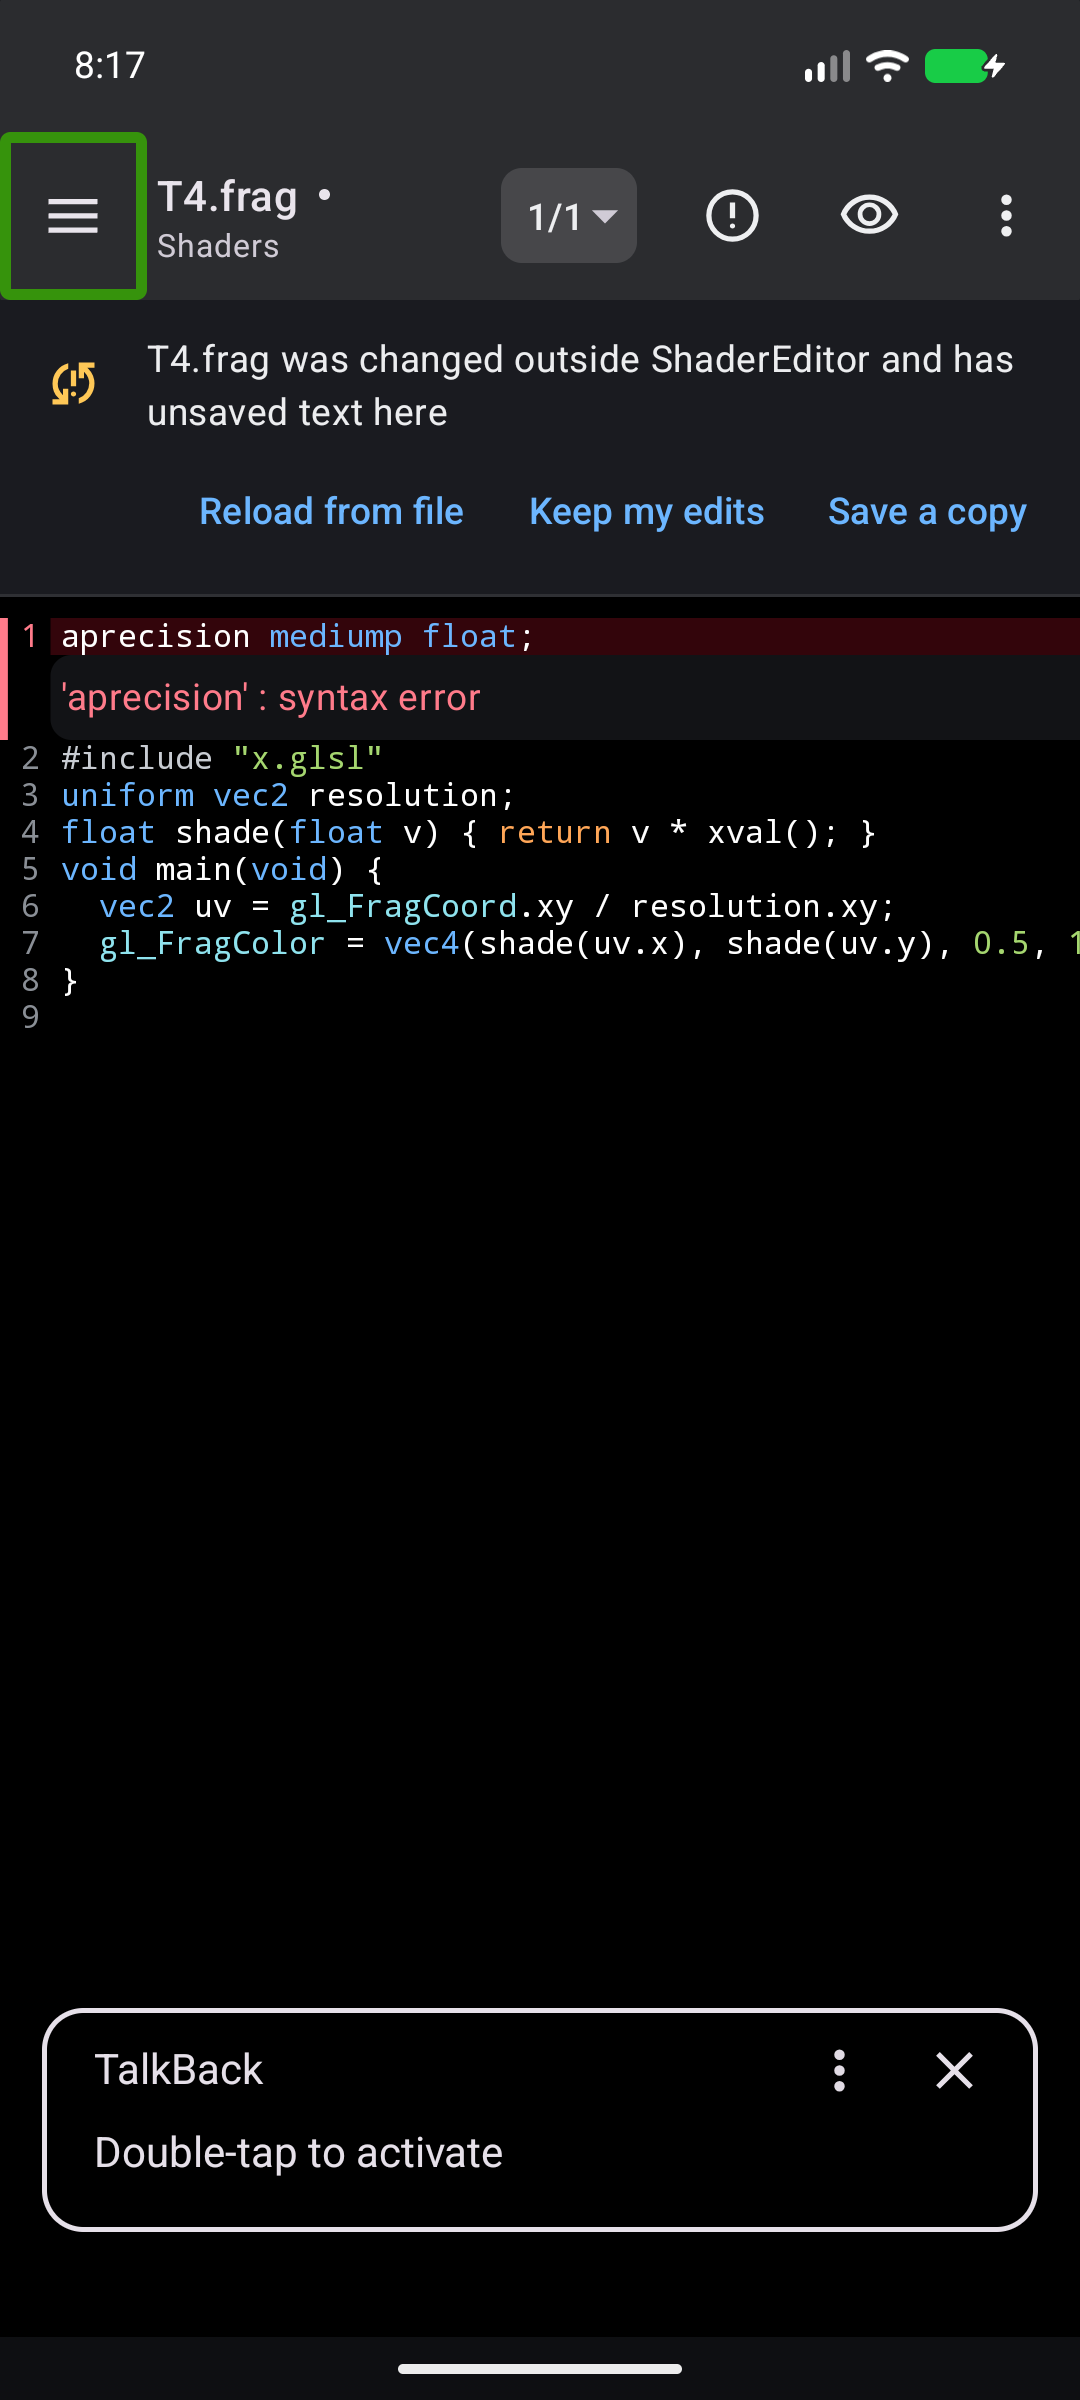 8:17
T4.frag •
Shaders
1/1
T4.frag was changed outside ShaderEditor and has
unsaved text here
Reload from file
Keep my edits
Save a copy
1 aprecision mediump float;
'aprecision' : syntax error
2 #include "x.glsl"
3 uniform vec2 resolution;
4 float shade(float v) { return v * xval(); }
5 void main(void) {
6 vec2 uv = gl_FragCoord.xy / resolution.xy;
7 gl_FragColor = vec4(shade(uv.x), shade(uv.y), 0.5, 1
8 }
9
TalkBack
Double-tap to activate